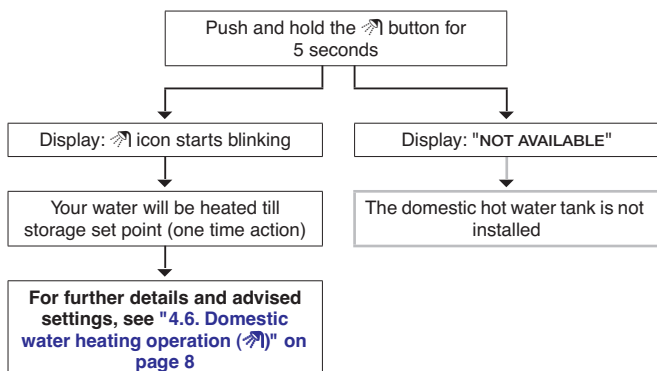 Push and hold the button for
5 seconds
Display: icon starts blinking
Your water will be heated till
storage set point (one time action)
For further details and advised
settings, see "4.6. Domestic
water heating operation ( )" on
page 8
Display: "NOT AVAILABLE"
The domestic hot water tank is not
installed